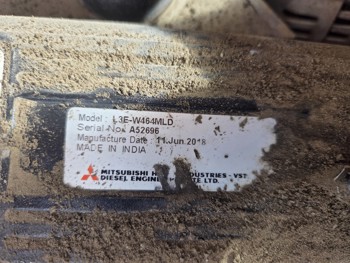 Model : L3E-W464MLD
Serial No. A52696
Manufacture Date : 11.Jun.2018
MADE IN INDIA
MITSUBISHI H INDUSTRIES - VST
DIESEL ENGINE LTD.